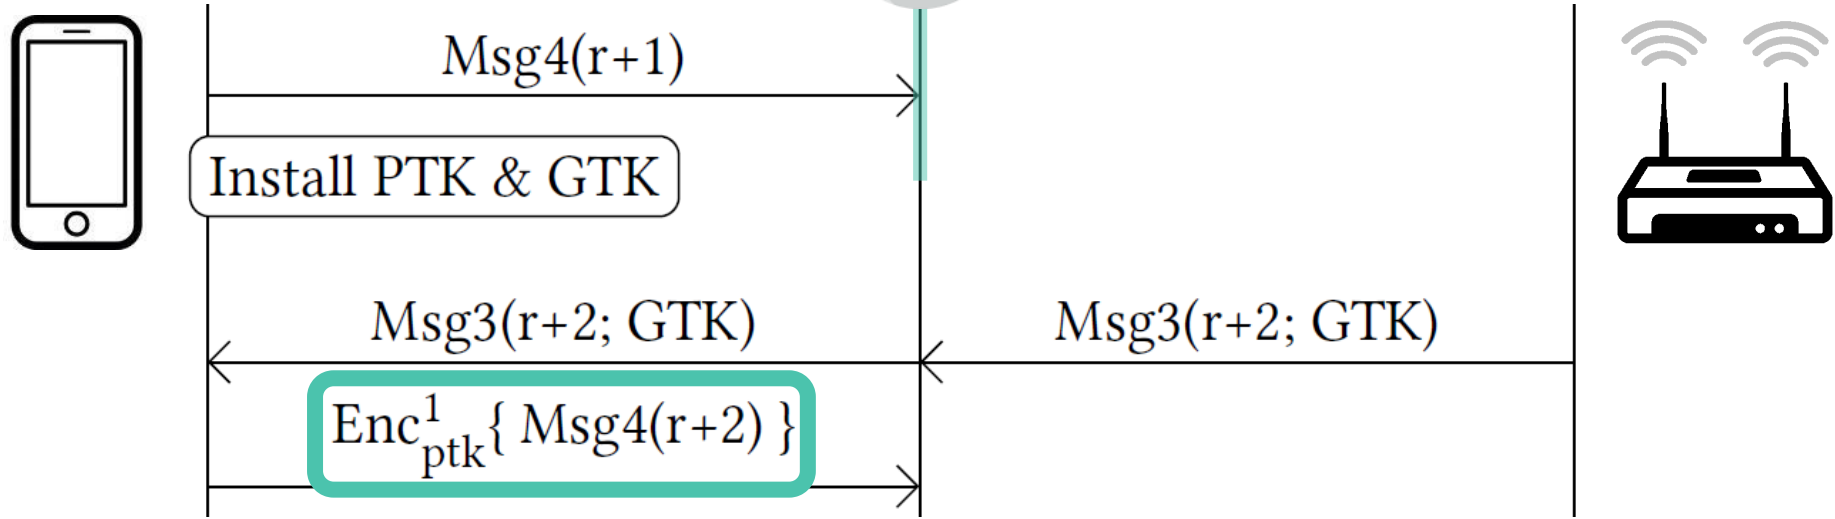 Msg4(r+1)
Install PTK & GTK
Msg3(r+2; GTK) Msg3(r+2; GTK)
Enc¹ₚₜₖ{ Msg4(r+2) }